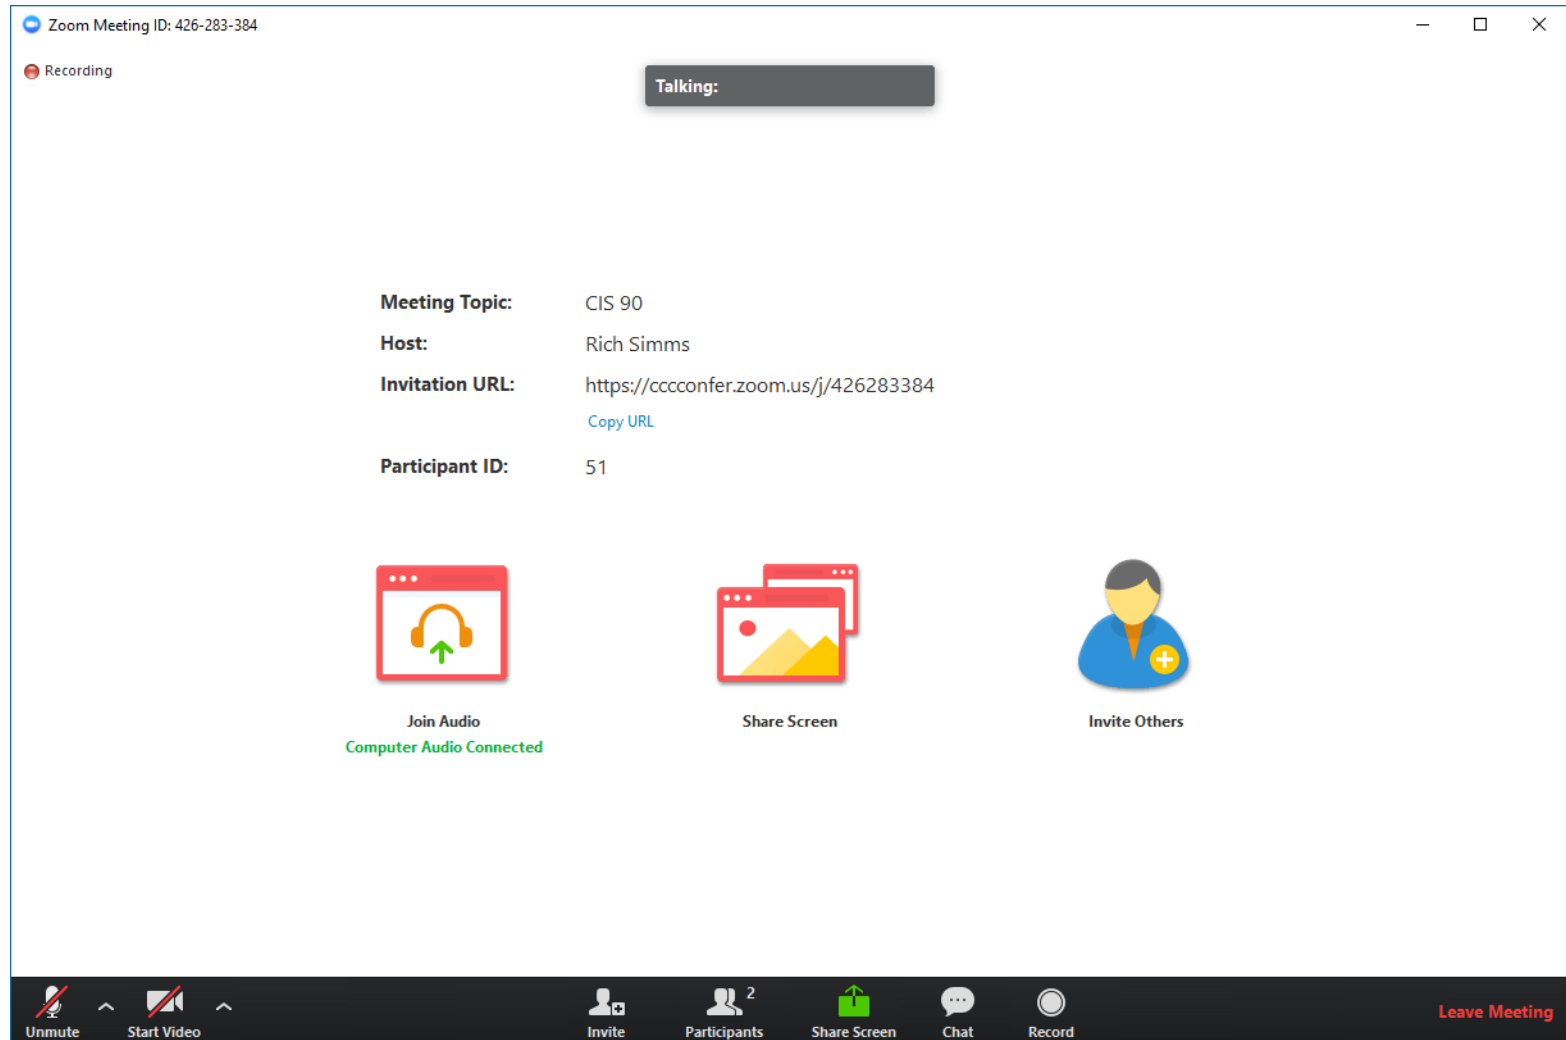 Zoom Meeting ID: 426-283-384
Recording
Talking:
Meeting Topic: CIS 90
Host: Rich Simms
Invitation URL: https://cccconfer.zoom.us/j/426283384
Copy URL
Participant ID: 51
Join Audio Share Screen Invite Others
Computer Audio Connected
2
Unmute Start Video Invite Participants Share Screen Chat Record Leave Meeting